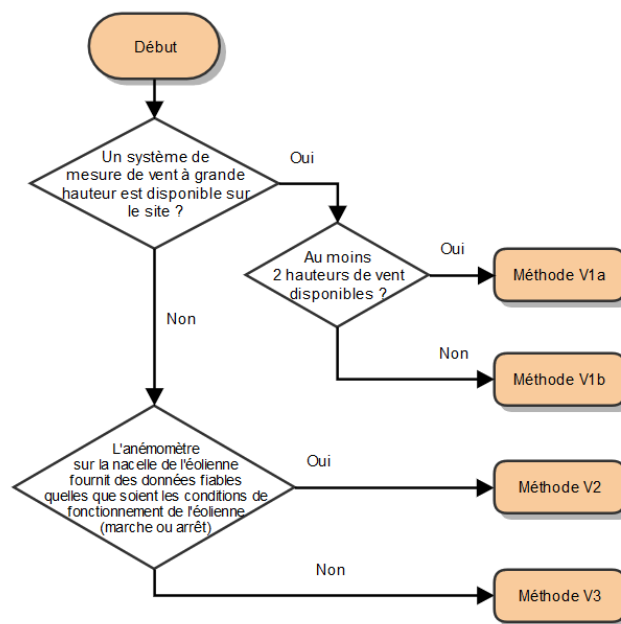 Début
Un système de
mesure de vent à grande
hauteur est disponible sur
le site ?
Oui
Au moins
2 hauteurs de vent
disponibles ?
Oui
Méthode V1a
Non
Non
Méthode V1b
L'anémomètre
sur la nacelle de l'éolienne
fournit des données fiables
quelles que soient les conditions de
fonctionnement de l'éolienne
(marche ou arrêt)
Oui
Méthode V2
Non
Méthode V3